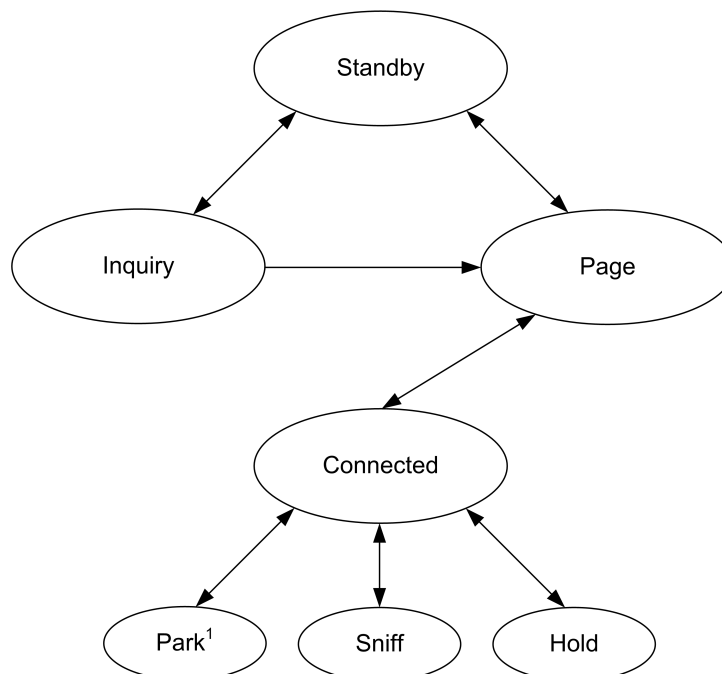 Standby
Inquiry
Page
Connected
Park¹
Sniff
Hold